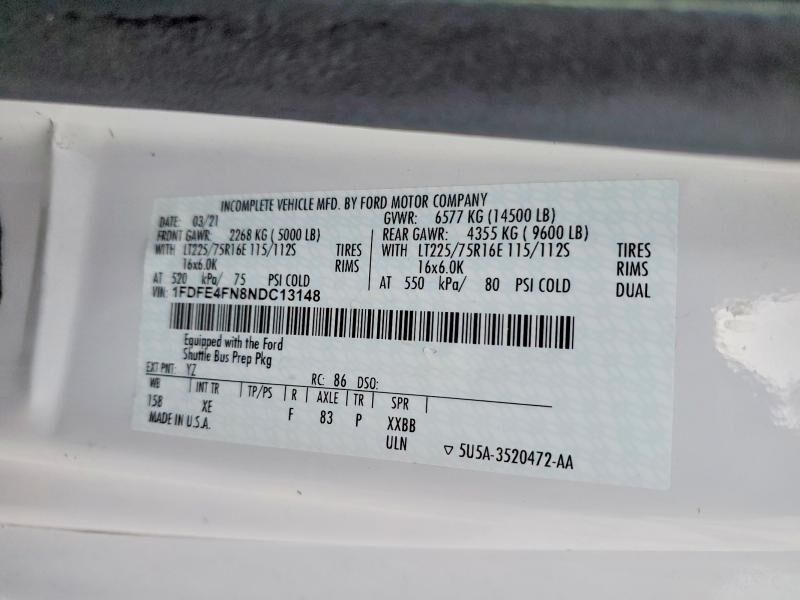 INCOMPLETE VEHICLE MFD. BY FORD MOTOR COMPANY
DATE: 03/21 GVWR: 6577 KG (14500 LB)
FRONT GAWR: 2268 KG ( 5000 LB) REAR GAWR: 4355 KG ( 9600 LB)
WITH LT225/75R16E 115/112S TIRES WITH LT225/75R16E 115/112S TIRES
16x6.0K RIMS 16x6.0K RIMS
AT 520 kPa/ 75 PSI COLD AT 550 kPa/ 80 PSI COLD DUAL
VIN: 1FDFE4FN8NDC13148
Equipped with the Ford
Shuttle Bus Prep Pkg
EXT PNT: YZ RC: 86 DSO:
WB INT TR TP/PS R AXLE TR SPR
158 XE F 83 P XXBB
MADE IN U.S.A. ULN ▽ 5U5A-3520472-AA